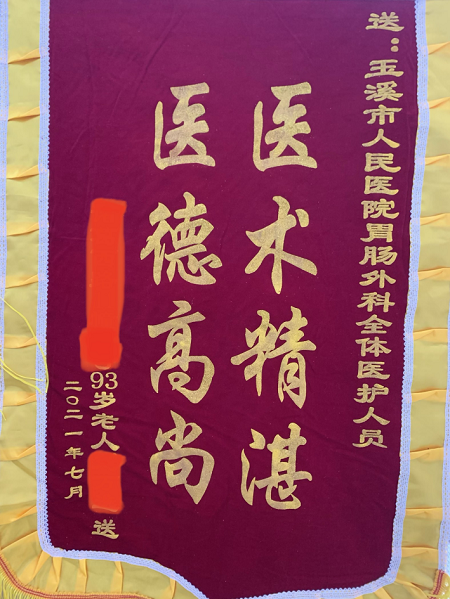 送：玉溪市人民医院胃肠外科全体医护人员
医术精湛
医德高尚
93岁老人
送
二〇二一年七月